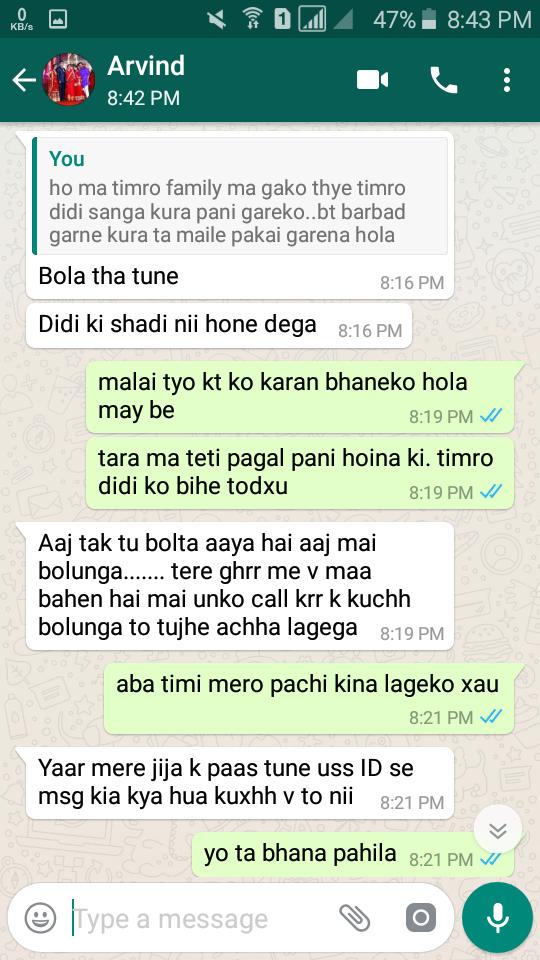 0
KB/s
1
47%
8:43 PM
Arvind
8:42 PM
You
ho ma timro family ma gako thye timro
didi sanga kura pani gareko..bt barbad
garne kura ta maile pakai garena hola
Bola tha tune
8:16 PM
Didi ki shadi nii hone dega
8:16 PM
malai tyo kt ko karan bhaneko hola
may be
8:19 PM
tara ma teti pagal pani hoina ki. timro
didi ko bihe todxu
8:19 PM
Aaj tak tu bolta aaya hai aaj mai
bolunga....... tere ghrr me v maa
bahen hai mai unko call krr k kuchh
bolunga to tujhe achha lagega
8:19 PM
aba timi mero pachi kina lageko xau
8:21 PM
Yaar mere jija k paas tune uss ID se
msg kia kya hua kuxhh v to nii
8:21 PM
yo ta bhana pahila
8:21 PM
Type a message